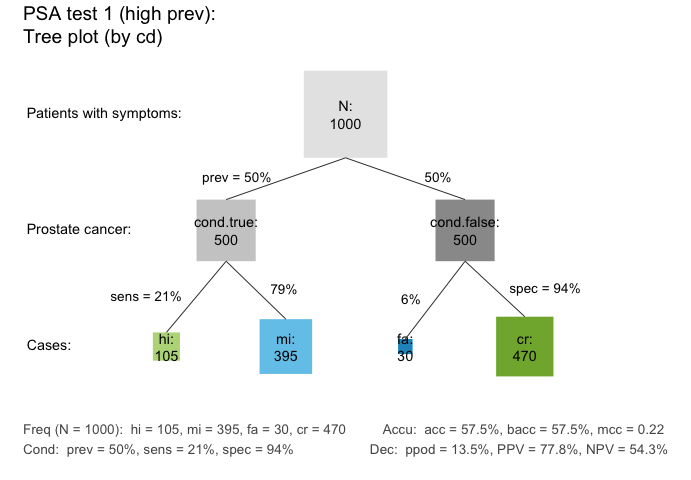 PSA test 1 (high prev):
Tree plot (by cd)
Patients with symptoms:
N:
1000
prev = 50%
50%
Prostate cancer:
cond.true:
500
cond.false:
500
sens = 21%
79%
6%
spec = 94%
Cases:
hi:
105
mi:
395
fa:
30
cr:
470
Freq (N = 1000):  hi = 105, mi = 395, fa = 30, cr = 470
Accu:  acc = 57.5%, bacc = 57.5%, mcc = 0.22
Cond:  prev = 50%, sens = 21%, spec = 94%
Dec:  ppod = 13.5%, PPV = 77.8%, NPV = 54.3%